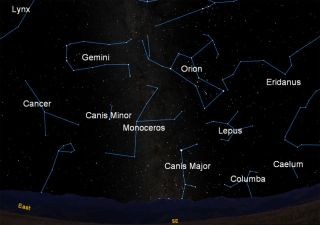 Lynx
Gemini
Orion
Eridanus
Cancer
Canis Minor
Monoceros
Lepus
Canis Major
Caelum
Columba
East
SE